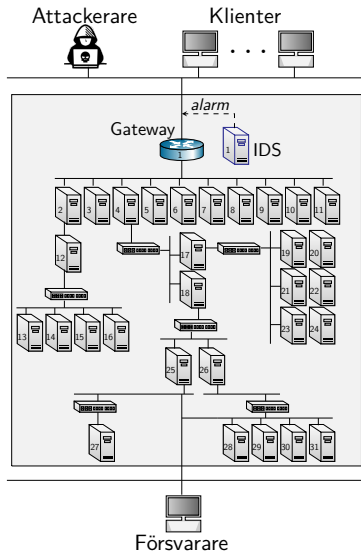 Attackerare Klienter
. . .
alarm
Gateway
1
1 IDS
2 3 4 5 6 7 8 9 10 11
12 17 19 20
18 21 22
13 14 15 16 23 24
25 26
27 28 29 30 31
Försvarare